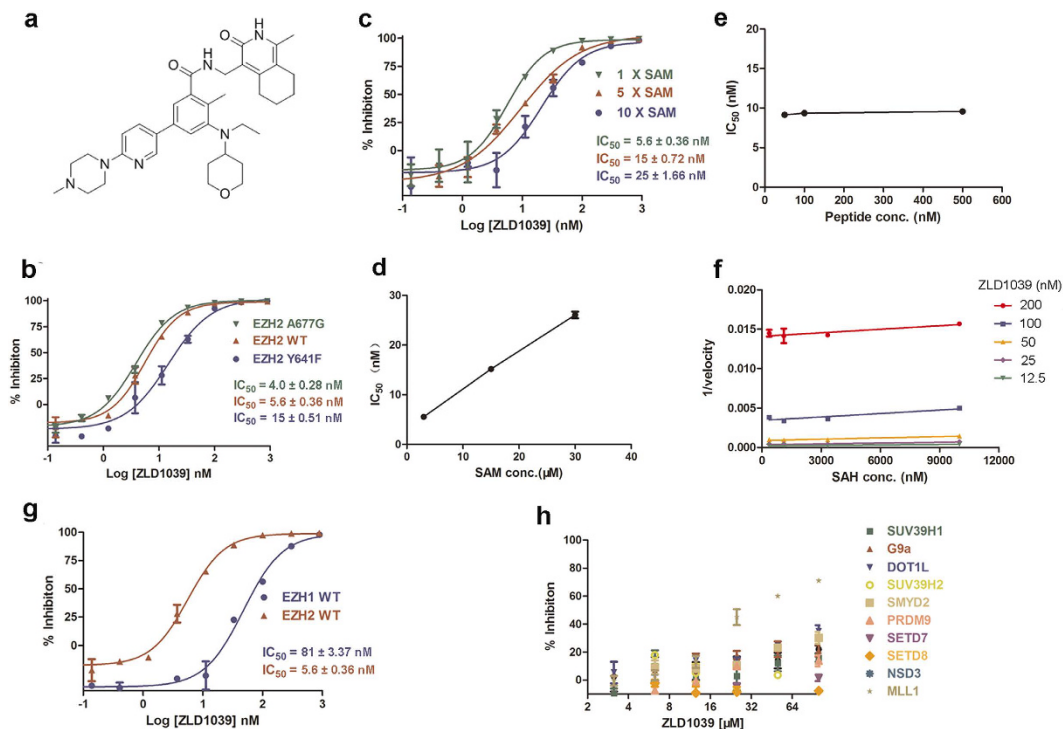 a
O
NH
O
NH
N
O
N
N
N
b
% Inhibiton
100
75
50
25
0
-1
0
1
2
3
Log [ZLD1039] nM
EZH2 A677G
EZH2 WT
EZH2 Y641F
IC50 = 4.0 ± 0.28 nM
IC50 = 5.6 ± 0.36 nM
IC50 = 15 ± 0.51 nM
c
% Inhibiton
100
75
50
25
0
-1
0
1
2
3
Log [ZLD1039] (nM)
1 X SAM
5 X SAM
10 X SAM
IC50 = 5.6 ± 0.36 nM
IC50 = 15 ± 0.72 nM
IC50 = 25 ± 1.66 nM
d
IC50 (nM)
30
20
10
0
0
10
20
30
40
SAM conc.(µM)
e
IC50 (nM)
20
15
10
5
0
0
100
200
300
400
500
600
Peptide conc. (nM)
f
1/velocity
0.020
0.015
0.010
0.005
0.000
0
3000
6000
9000
12000
SAH conc. (nM)
ZLD1039 (nM)
200
100
50
25
12.5
g
% Inhibiton
100
75
50
25
0
-1
0
1
2
3
Log [ZLD1039] nM
EZH1 WT
EZH2 WT
IC50 = 81 ± 3.37 nM
IC50 = 5.6 ± 0.36 nM
h
% Inhibiton
100
80
60
40
20
0
2
4
8
16
32
64
ZLD1039 [µM]
SUV39H1
G9a
DOT1L
SUV39H2
SMYD2
PRDM9
SETD7
SETD8
NSD3
MLL1